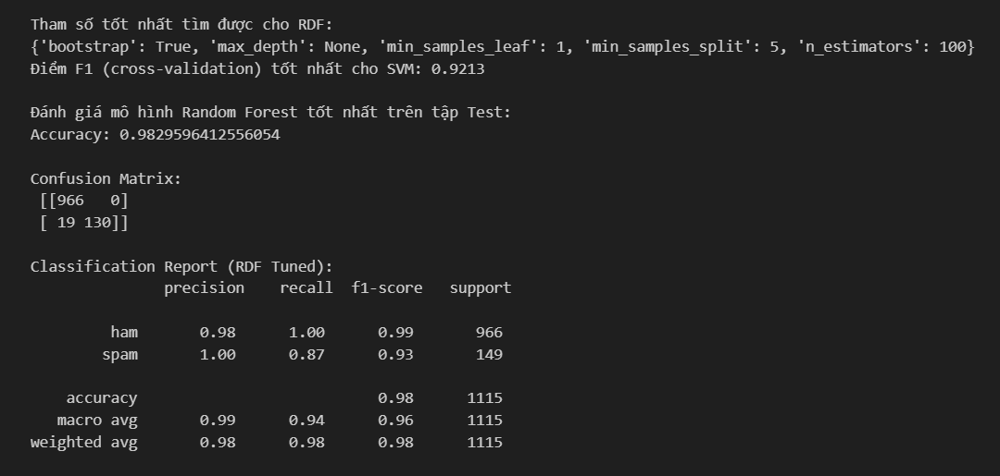 Tham số tốt nhất tìm được cho RDF:
{'bootstrap': True, 'max_depth': None, 'min_samples_leaf': 1, 'min_samples_split': 5, 'n_estimators': 100}
Điểm F1 (cross-validation) tốt nhất cho SVM: 0.9213

Đánh giá mô hình Random Forest tốt nhất trên tập Test:
Accuracy: 0.9829596412556054

Confusion Matrix:
 [[966   0]
 [ 19 130]]

Classification Report (RDF Tuned):
               precision    recall  f1-score   support

         ham       0.98      1.00      0.99       966
        spam       1.00      0.87      0.93       149

    accuracy                           0.98      1115
   macro avg       0.99      0.94      0.96      1115
weighted avg       0.98      0.98      0.98      1115